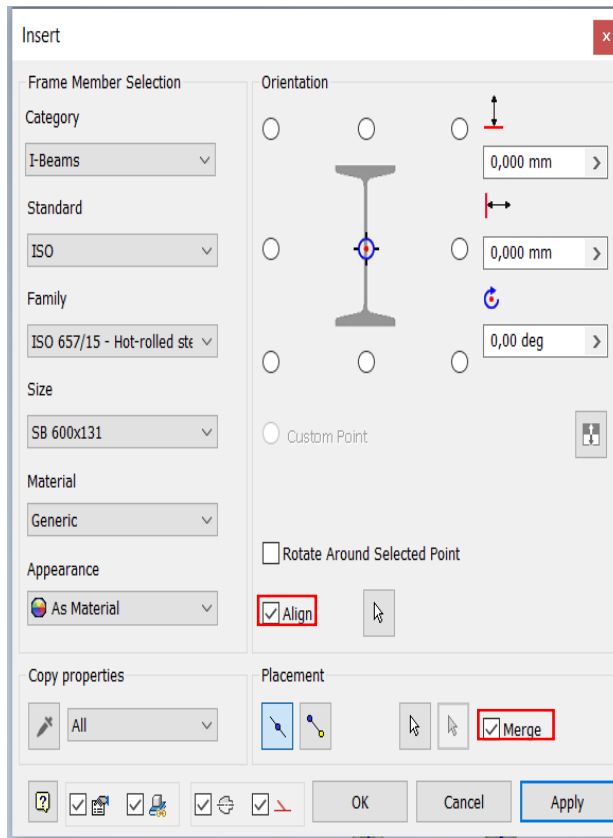 Insert
x
Frame Member Selection
Category
I-Beams
Standard
ISO
Family
ISO 657/15 - Hot-rolled ste
Size
SB 600x131
Material
Generic
Appearance
As Material
Orientation
0,000 mm
0,000 mm
0,00 deg
Custom Point
Rotate Around Selected Point
Align
Copy properties
All
Placement
Merge
?
OK
Cancel
Apply